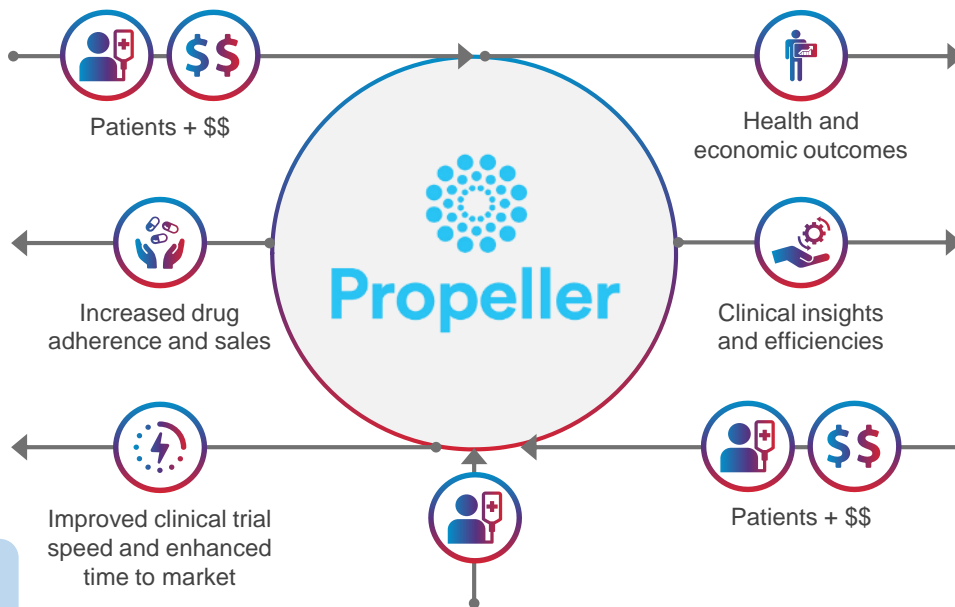 $$
Patients + $$
Health and
economic outcomes
Propeller
Increased drug
adherence and sales
Clinical insights
and efficiencies
$$
Improved clinical trial
speed and enhanced
time to market
Patients + $$